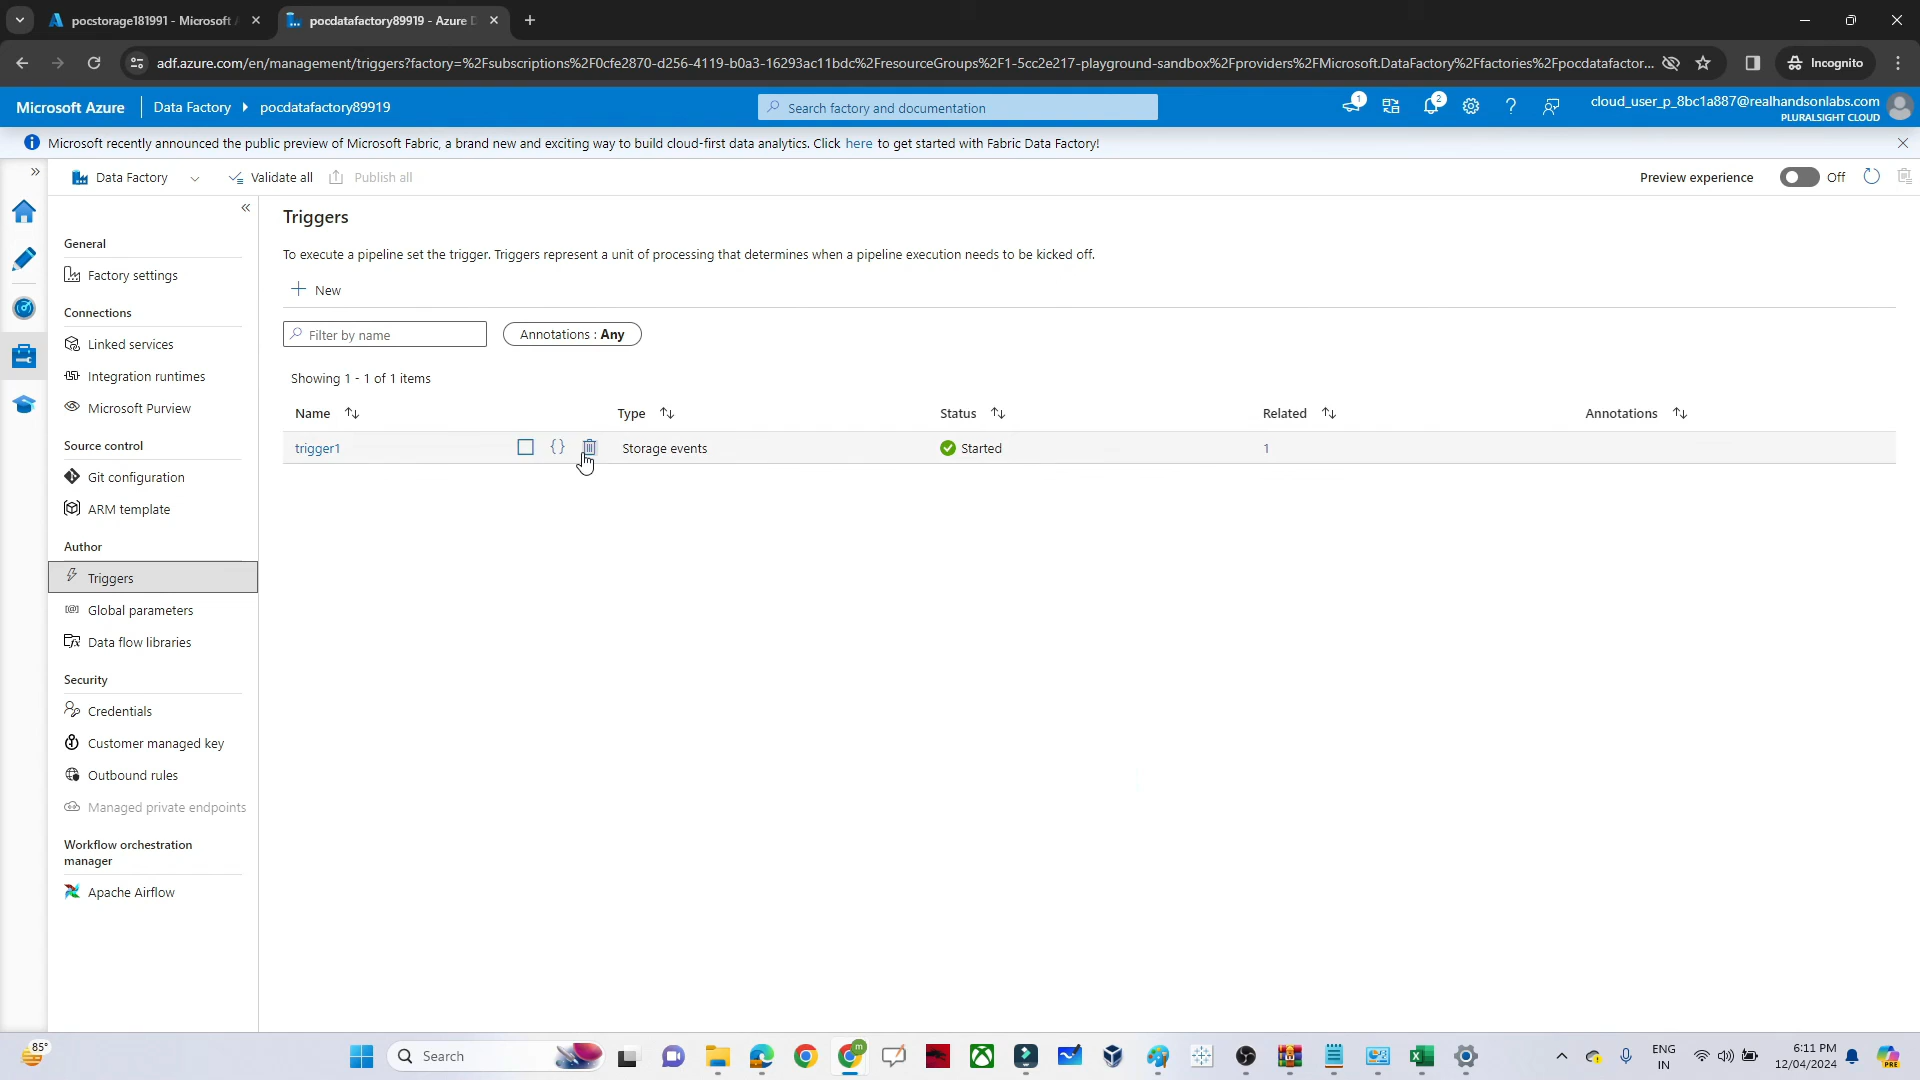 pocstorage181991 - Microsoft A
pocdatafactory89919 - Azure D
adf.azure.com/en/management/triggers?factory=%2Fsubscriptions%2F0cfe2870-d256-4119-b0a3-16293ac11bdc%2FresourceGroups%2F1-5cc2e217-playground-sandbox%2Fproviders%2FMicrosoft.DataFactory%2Ffactories%2Fpocdatafactor...
Incognito
Microsoft Azure
Data Factory
pocdatafactory89919
Search factory and documentation
1
2
cloud_user_p_8bc1a887@realhandsonlabs.com
PLURALSIGHT CLOUD
Microsoft recently announced the public preview of Microsoft Fabric, a brand new and exciting way to build cloud-first data analytics. Click here to get started with Fabric Data Factory!
Data Factory
Validate all
Publish all
Preview experience
Off
General
Factory settings
Connections
Linked services
Integration runtimes
Microsoft Purview
Source control
Git configuration
ARM template
Author
Triggers
Global parameters
Data flow libraries
Security
Credentials
Customer managed key
Outbound rules
Managed private endpoints
Workflow orchestration
manager
Apache Airflow
Triggers
To execute a pipeline set the trigger. Triggers represent a unit of processing that determines when a pipeline execution needs to be kicked off.
New
Filter by name
Annotations : Any
Showing 1 - 1 of 1 items
Name
Type
Status
Related
Annotations
trigger1
{}
Storage events
Started
1
85°
Search
m
ENG
IN
6:11 PM
12/04/2024
PRE